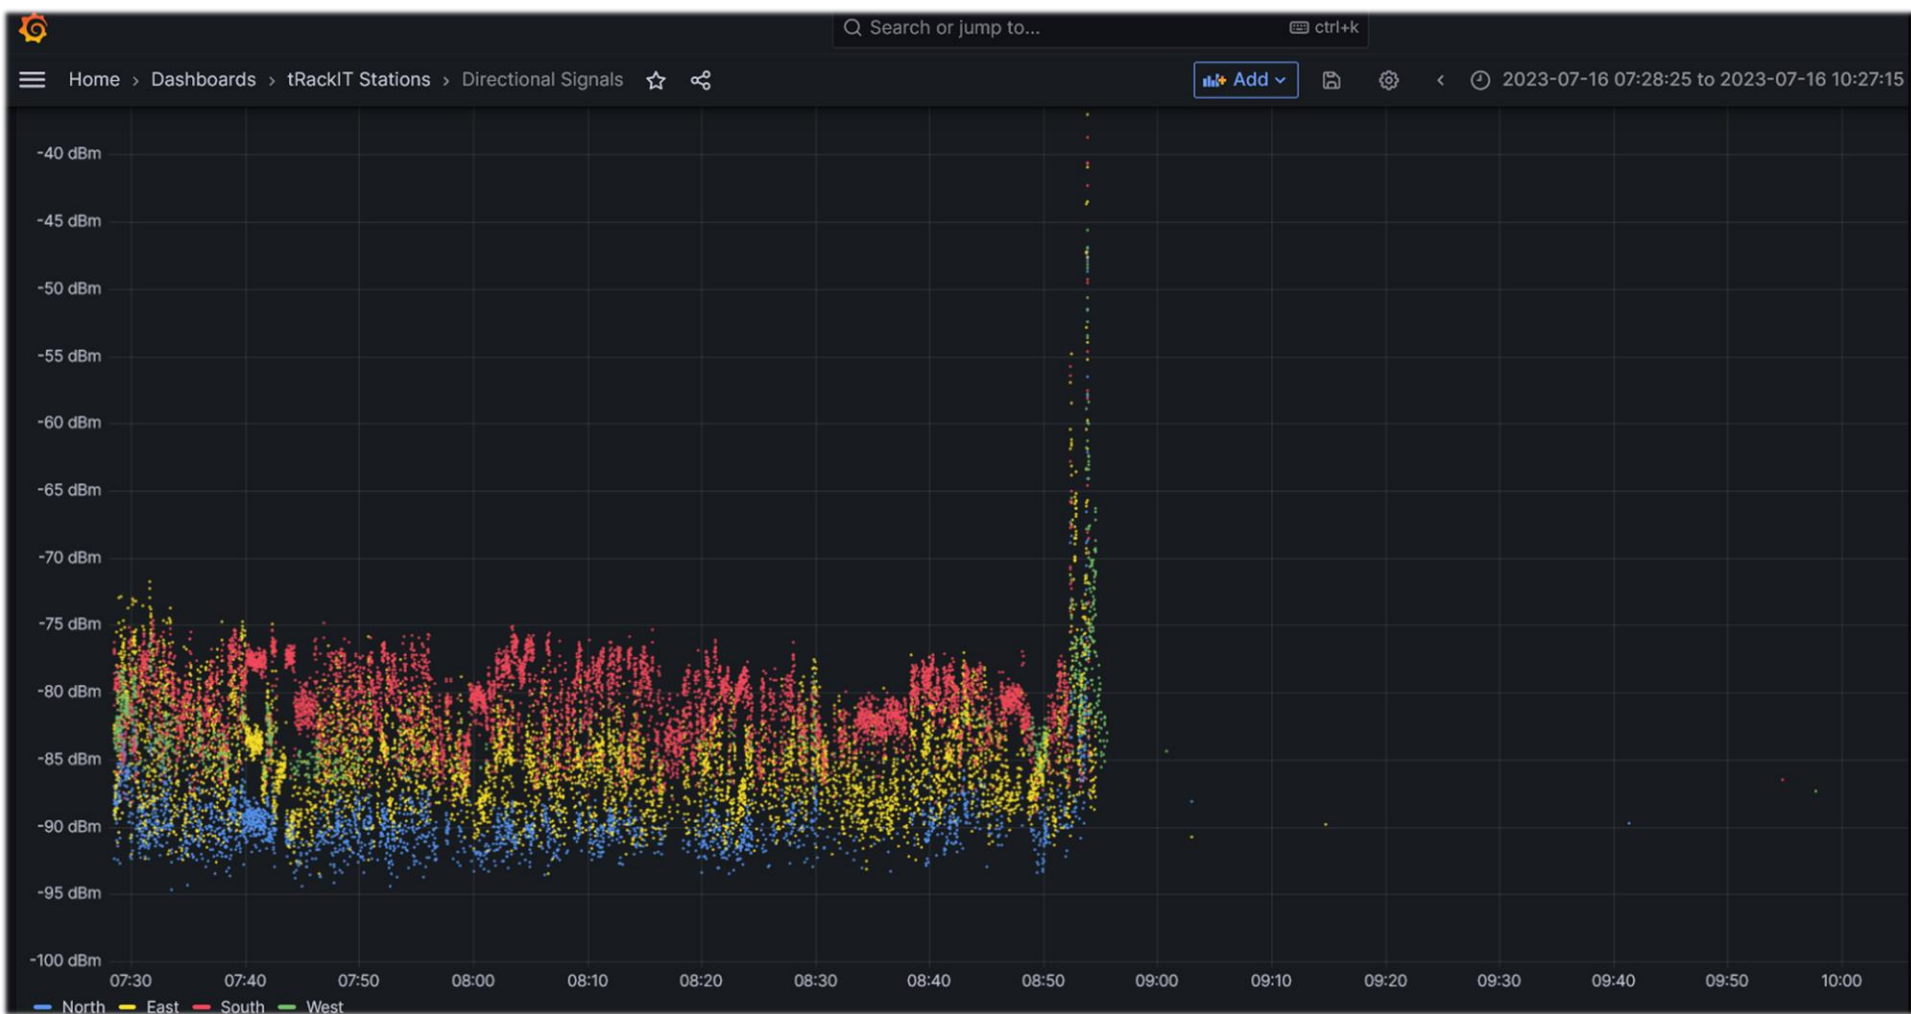 Search or jump to... ctrl+k
Home > Dashboards > tRackIT Stations > Directional Signals Add 2023-07-16 07:28:25 to 2023-07-16 10:27:15
-40 dBm
-45 dBm
-50 dBm
-55 dBm
-60 dBm
-65 dBm
-70 dBm
-75 dBm
-80 dBm
-85 dBm
-90 dBm
-95 dBm
-100 dBm
07:30 07:40 07:50 08:00 08:10 08:20 08:30 08:40 08:50 09:00 09:10 09:20 09:30 09:40 09:50 10:00
North East South West